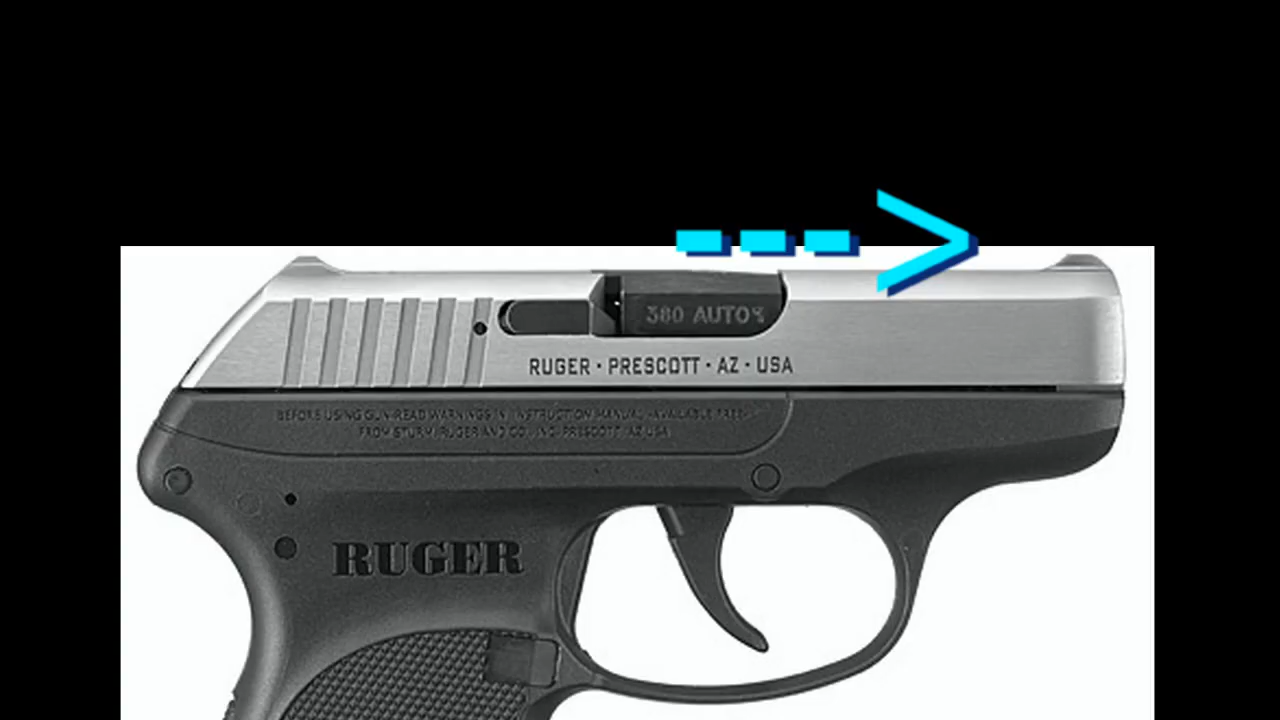 380 AUTO
RUGER · PRESCOTT · AZ · USA
BEFORE USING GUN-READ WARNINGS IN INSTRUCTION MANUAL-AVAILABLE FREE-
FROM STURM, RUGER AND CO., INC. PRESCOTT, AZ USA
RUGER